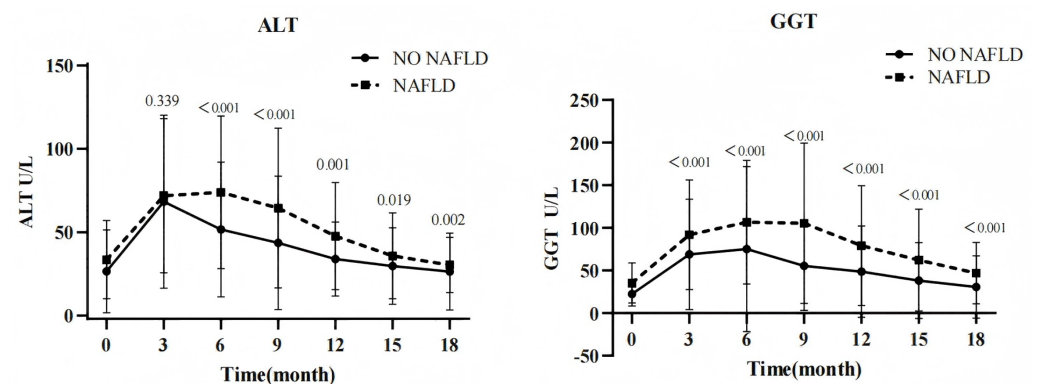 ALT
NO NAFLD
NAFLD
150
100
50
0
ALT U/L
0.339
<0.001
<0.001
0.001
0.019
0.002
0 3 6 9 12 15 18
Time(month)
GGT
NO NAFLD
NAFLD
250
200
150
100
50
0
-50
GGT U/L
<0.001
<0.001
<0.001
<0.001
<0.001
<0.001
0 3 6 9 12 15 18
Time(month)